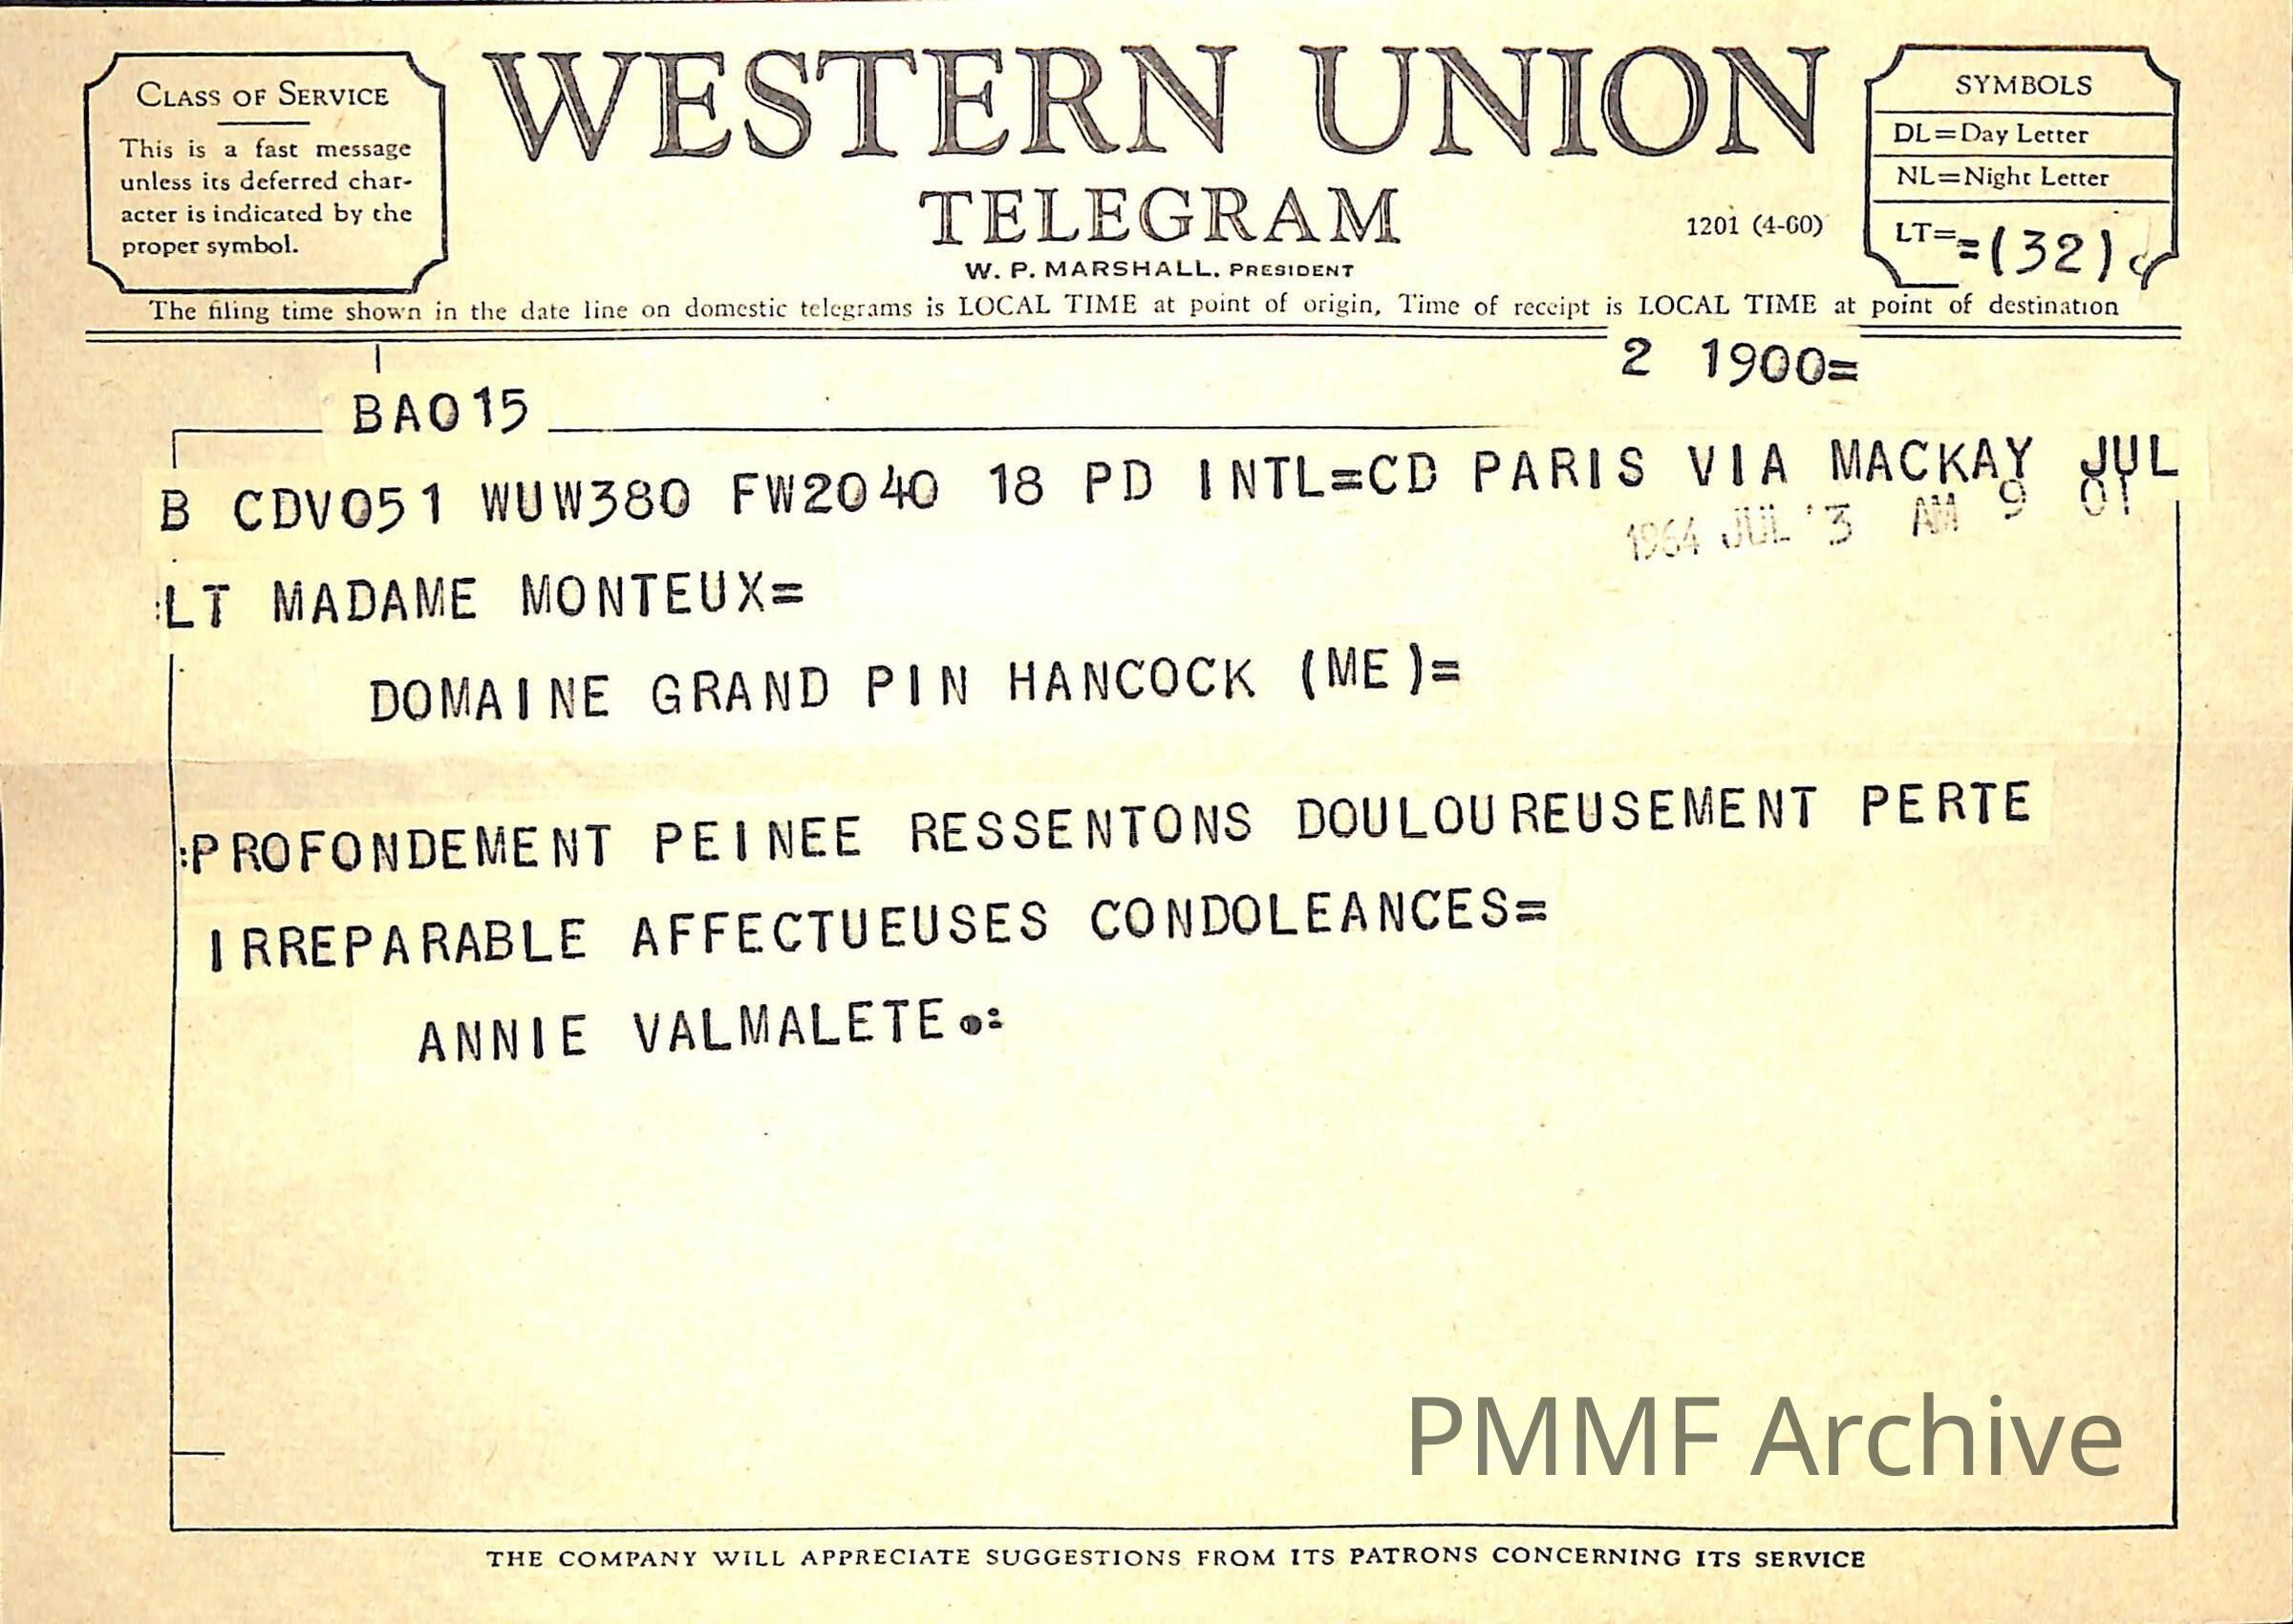 CLASS OF SERVICE
This is a fast message
unless its deferred char-
acter is indicated by the
proper symbol.
WESTERN UNION
TELEGRAM
W. P. MARSHALL, PRESIDENT
1201 (4-60)
SYMBOLS
DL=Day Letter
NL=Night Letter
LT==(32)
The filing time shown in the date line on domestic telegrams is LOCAL TIME at point of origin. Time of receipt is LOCAL TIME at point of destination
2 1900=
BA015
B CDV051 WUW380 FW2040 18 PD INTL=CD PARIS VIA MACKAY JUL
1964 JUL 3 AM 9 01
:LT MADAME MONTEUX=
DOMAINE GRAND PIN HANCOCK (ME)=
:PROFONDEMENT PEINEE RESSENTONS DOULOUREUSEMENT PERTE
IRREPARABLE AFFECTUEUSES CONDOLEANCES=
ANNIE VALMALETE.:
PMMF Archive
THE COMPANY WILL APPRECIATE SUGGESTIONS FROM ITS PATRONS CONCERNING ITS SERVICE